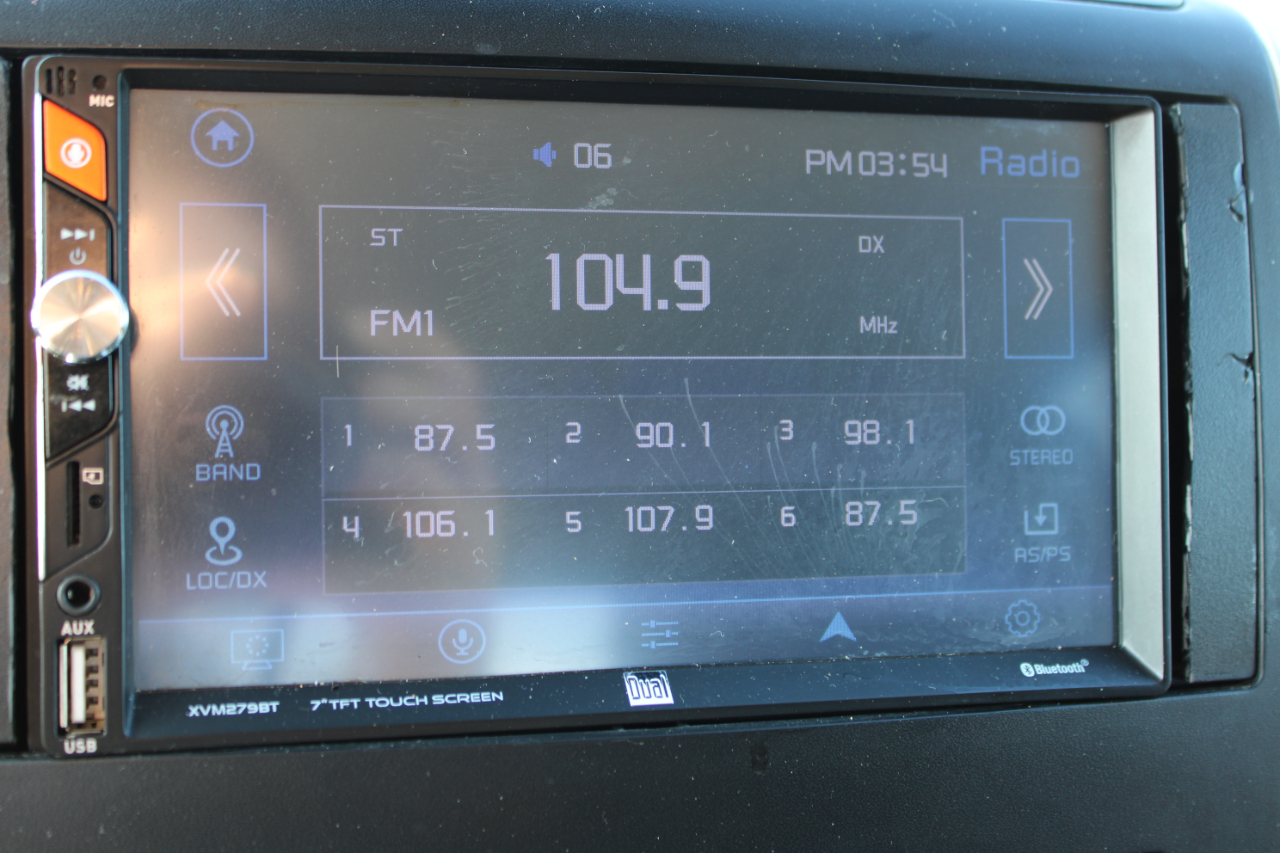 MIC
06 PM03:54 Radio
ST DX
104.9
FM1 MHz
1 87.5 2 90.1 3 98.1
BAND STEREO
4 106.1 5 107.9 6 87.5
LOC/DX AS/PS
AUX
USB
XVM279BT 7" TFT TOUCH SCREEN Dual Bluetooth®